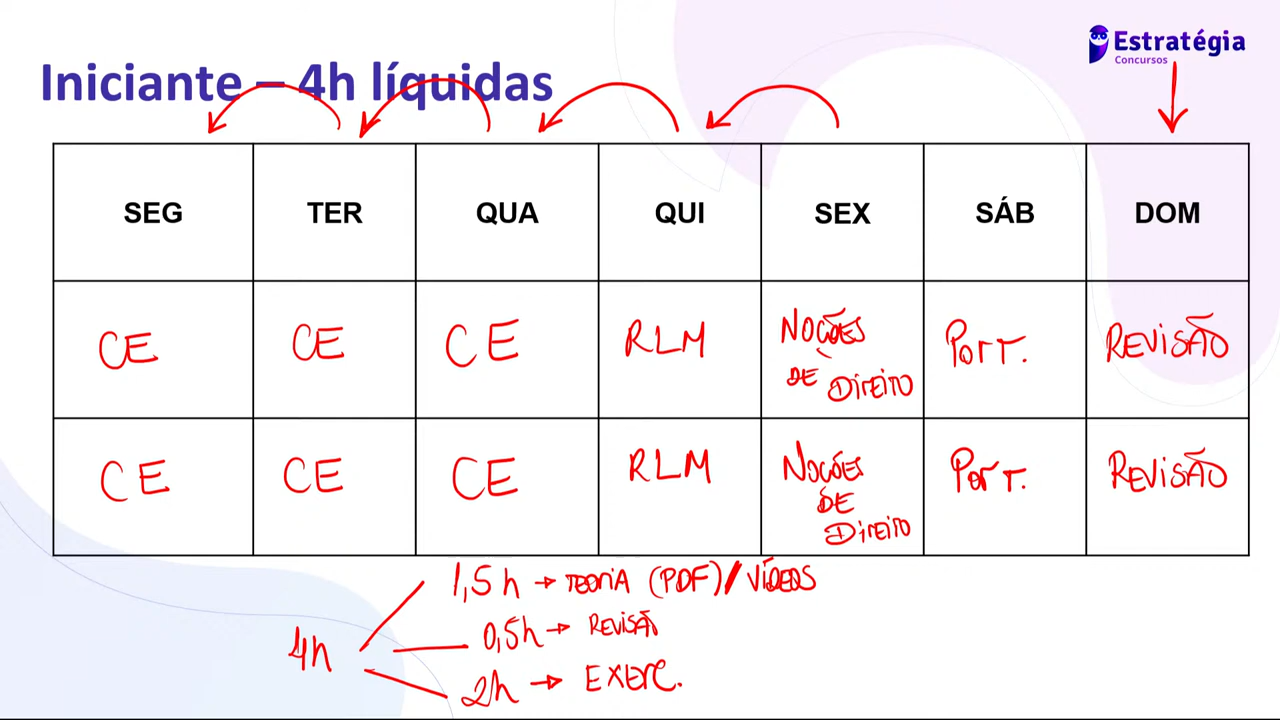 Estratégia
Concursos
Iniciante – 4h líquidas
SEG TER QUA QUI SEX SÁB DOM
CE CE CE RLM NOÇÕES DE DIREITO PORT. REVISÃO
CE CE CE RLM NOÇÕES DE DIREITO PORT. REVISÃO
4h
1,5h → TEORIA (PDF)/VÍDEOS
0,5h → REVISÃO
2h → EXERC.